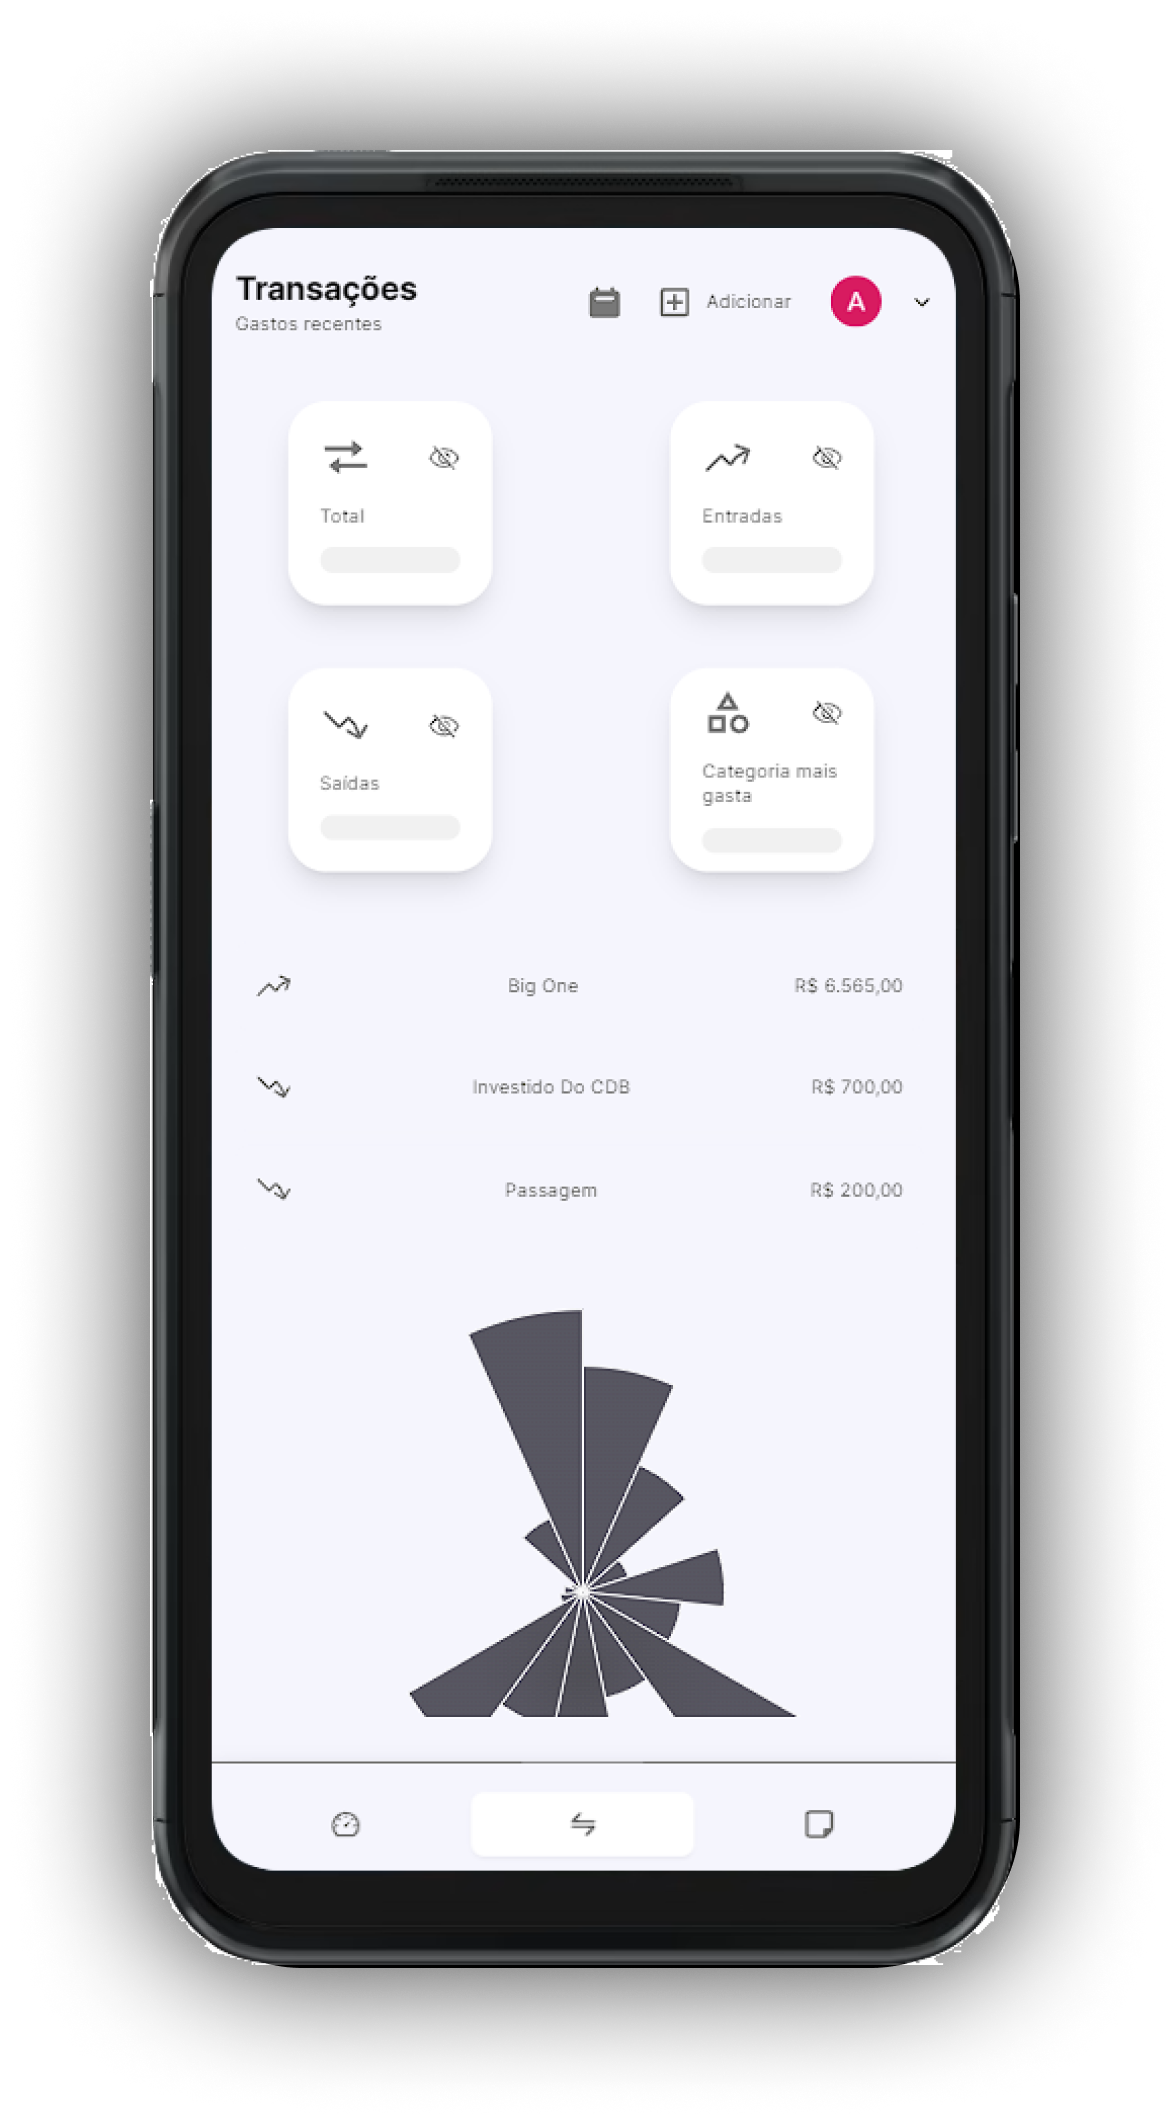 Transações
Gastos recentes
Adicionar
A
Total
Entradas
Saídas
Categoria mais
gasta
Big One
R$ 6.565,00
Investido Do CDB
R$ 700,00
Passagem
R$ 200,00